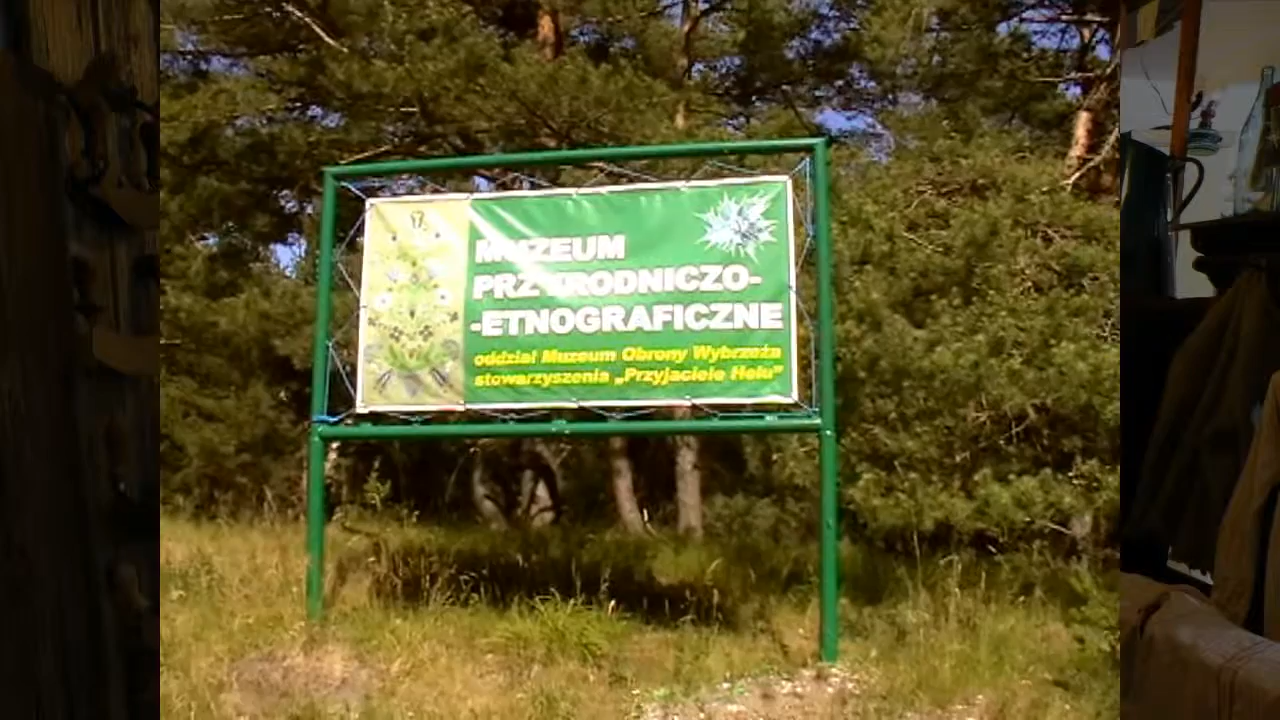 MUZEUM
PRZYRODNICZO-
-ETNOGRAFICZNE
oddział Muzeum Obrony Wybrzeża
stowarzyszenia „Przyjaciele Helu"